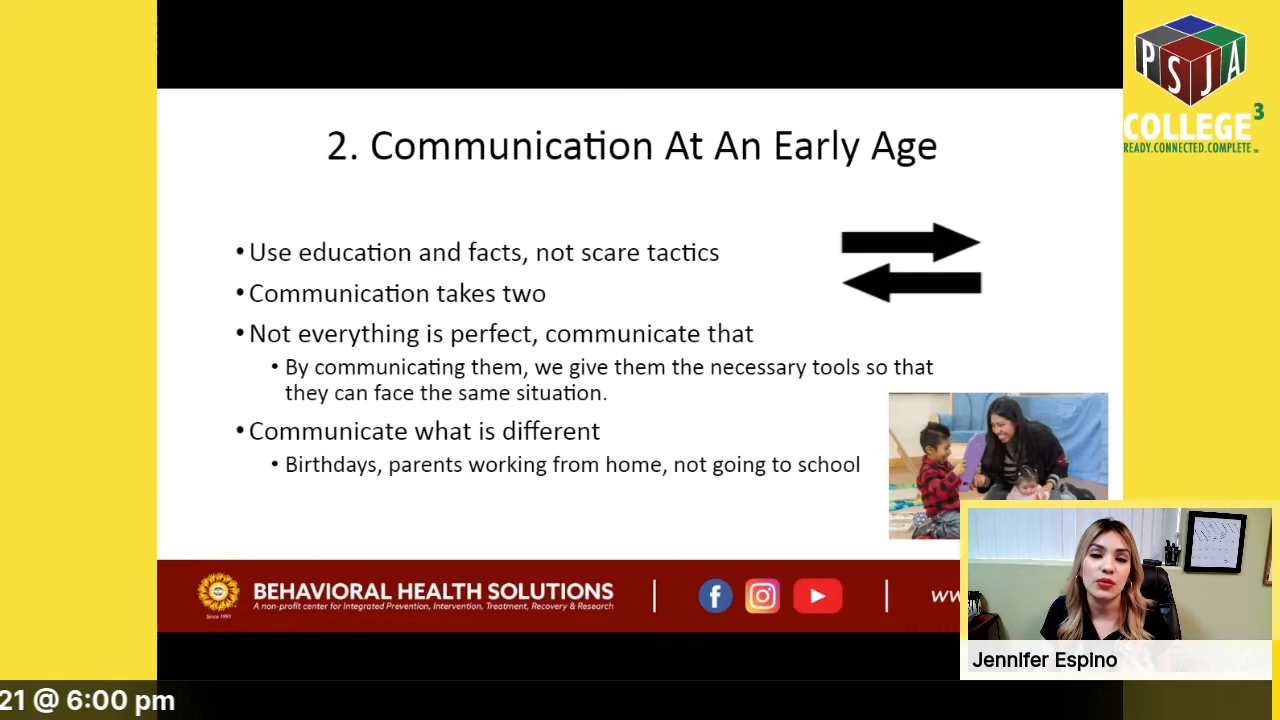 PSJA
COLLEGE³
READY.CONNECTED.COMPLETE
2. Communication At An Early Age
• Use education and facts, not scare tactics
• Communication takes two
• Not everything is perfect, communicate that
• By communicating them, we give them the necessary tools so that
they can face the same situation.
• Communicate what is different
• Birthdays, parents working from home, not going to school
BEHAVIORAL HEALTH SOLUTIONS
A non-profit center for Integrated Prevention, Intervention, Treatment, Recovery & Research
Since 1991
Jennifer Espino
21 @ 6:00 pm